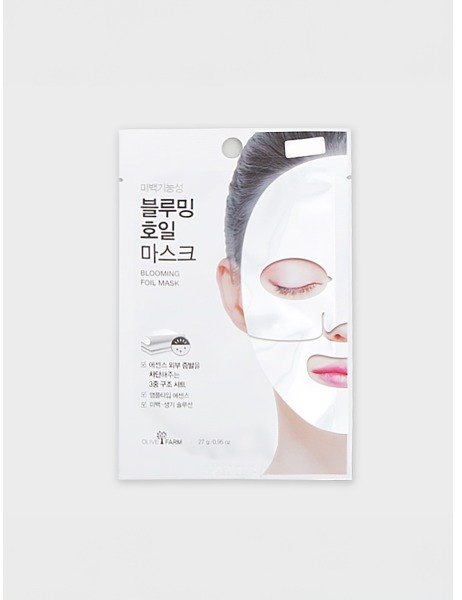 미백기능성
블루밍
호일
마스크
BLOOMING
FOIL MASK
에센스 외부 증발을
차단해주는
3중 구조 시트
앰플타입 에센스
미백·생기 솔루션
OLIVE FARM
27 g/0.95 oz